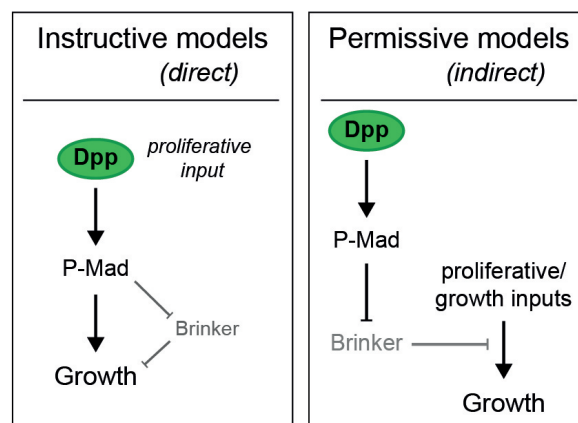 Instructive models
(direct)
Dpp
proliferative
input
P-Mad
Brinker
Growth
Permissive models
(indirect)
Dpp
P-Mad
proliferative/
growth inputs
Brinker
Growth